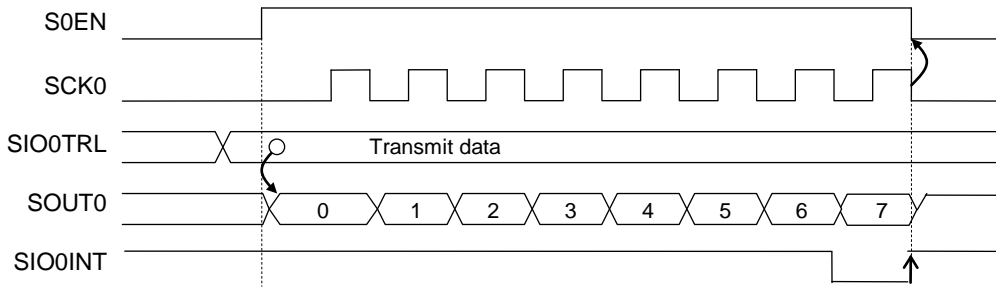 S0EN
SCK0
SIO0TRL Transmit data
SOUT0 0 1 2 3 4 5 6 7
SIO0INT